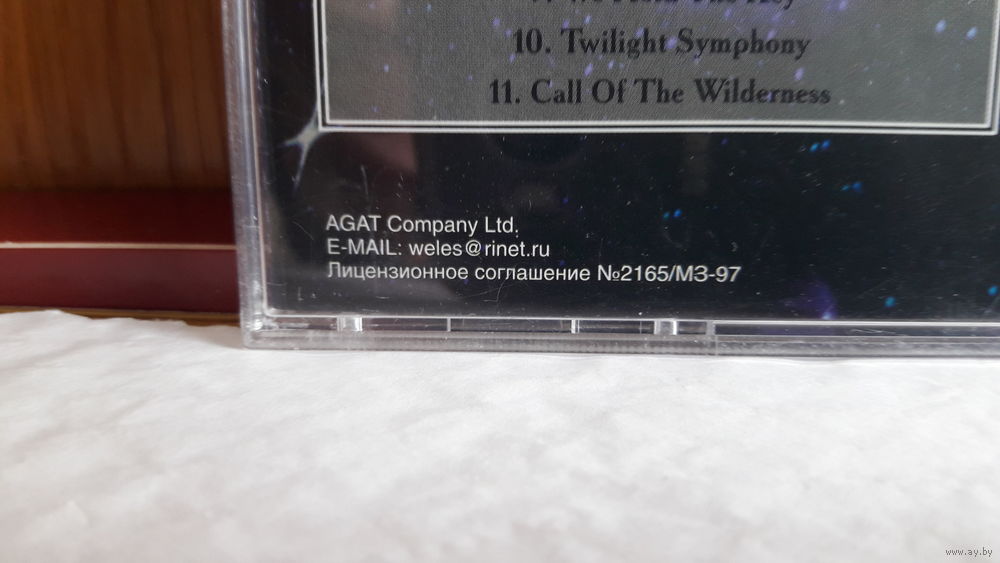 10. Twilight Symphony
11. Call Of The Wilderness
AGAT Company Ltd.
E-MAIL: weles@rinet.ru
Лицензионное соглашение №2165/МЗ-97
www.ay.by